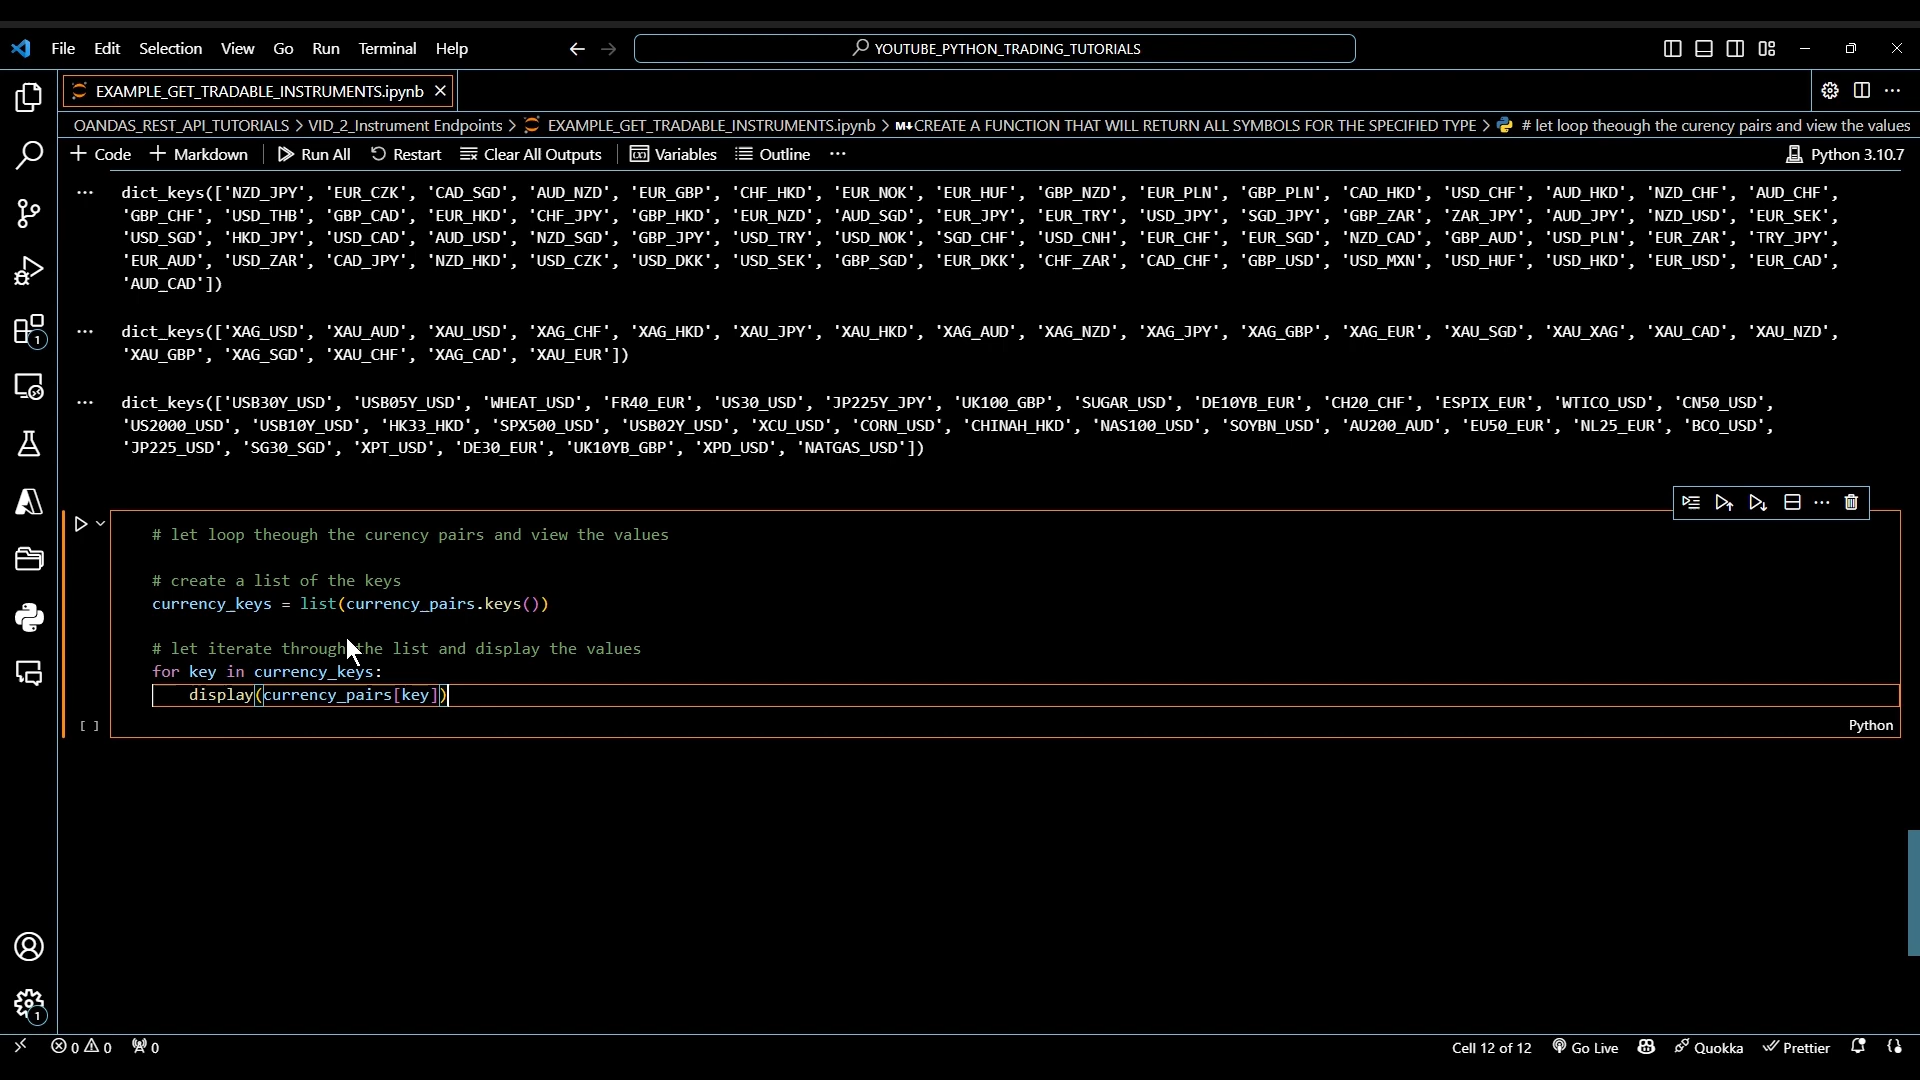 File Edit Selection View Go Run Terminal Help
YOUTUBE_PYTHON_TRADING_TUTORIALS
EXAMPLE_GET_TRADABLE_INSTRUMENTS.ipynb
OANDAS_REST_API_TUTORIALS > VID_2_Instrument Endpoints > EXAMPLE_GET_TRADABLE_INSTRUMENTS.ipynb > M+CREATE A FUNCTION THAT WILL RETURN ALL SYMBOLS FOR THE SPECIFIED TYPE > # let loop theough the curency pairs and view the values
+ Code + Markdown Run All Restart Clear All Outputs Variables Outline ... Python 3.10.7
... dict_keys(['NZD_JPY', 'EUR_CZK', 'CAD_SGD', 'AUD_NZD', 'EUR_GBP', 'CHF_HKD', 'EUR_NOK', 'EUR_HUF', 'GBP_NZD', 'EUR_PLN', 'GBP_PLN', 'CAD_HKD', 'USD_CHF', 'AUD_HKD', 'NZD_CHF', 'AUD_CHF',
'GBP_CHF', 'USD_THB', 'GBP_CAD', 'EUR_HKD', 'CHF_JPY', 'GBP_HKD', 'EUR_NZD', 'AUD_SGD', 'EUR_JPY', 'EUR_TRY', 'USD_JPY', 'SGD_JPY', 'GBP_ZAR', 'ZAR_JPY', 'AUD_JPY', 'NZD_USD', 'EUR_SEK',
'USD_SGD', 'HKD_JPY', 'USD_CAD', 'AUD_USD', 'NZD_SGD', 'GBP_JPY', 'USD_TRY', 'USD_NOK', 'SGD_CHF', 'USD_CNH', 'EUR_CHF', 'EUR_SGD', 'NZD_CAD', 'GBP_AUD', 'USD_PLN', 'EUR_ZAR', 'TRY_JPY',
'EUR_AUD', 'USD_ZAR', 'CAD_JPY', 'NZD_HKD', 'USD_CZK', 'USD_DKK', 'USD_SEK', 'GBP_SGD', 'EUR_DKK', 'CHF_ZAR', 'CAD_CHF', 'GBP_USD', 'USD_MXN', 'USD_HUF', 'USD_HKD', 'EUR_USD', 'EUR_CAD',
'AUD_CAD'])
... dict_keys(['XAG_USD', 'XAU_AUD', 'XAU_USD', 'XAG_CHF', 'XAG_HKD', 'XAU_JPY', 'XAU_HKD', 'XAG_AUD', 'XAG_NZD', 'XAG_JPY', 'XAG_GBP', 'XAG_EUR', 'XAU_SGD', 'XAU_XAG', 'XAU_CAD', 'XAU_NZD',
'XAU_GBP', 'XAG_SGD', 'XAU_CHF', 'XAG_CAD', 'XAU_EUR'])
... dict_keys(['USB30Y_USD', 'USB05Y_USD', 'WHEAT_USD', 'FR40_EUR', 'US30_USD', 'JP225Y_JPY', 'UK100_GBP', 'SUGAR_USD', 'DE10YB_EUR', 'CH20_CHF', 'ESPIX_EUR', 'WTICO_USD', 'CN50_USD',
'US2000_USD', 'USB10Y_USD', 'HK33_HKD', 'SPX500_USD', 'USB02Y_USD', 'XCU_USD', 'CORN_USD', 'CHINAH_HKD', 'NAS100_USD', 'SOYBN_USD', 'AU200_AUD', 'EU50_EUR', 'NL25_EUR', 'BCO_USD',
'JP225_USD', 'SG30_SGD', 'XPT_USD', 'DE30_EUR', 'UK10YB_GBP', 'XPD_USD', 'NATGAS_USD'])
# let loop theough the curency pairs and view the values
# create a list of the keys
currency_keys = list(currency_pairs.keys())
# let iterate through the list and display the values
for key in currency_keys:
display(currency_pairs[key])
[ ] Python
1
1
0 0 0 Cell 12 of 12 Go Live Quokka Prettier